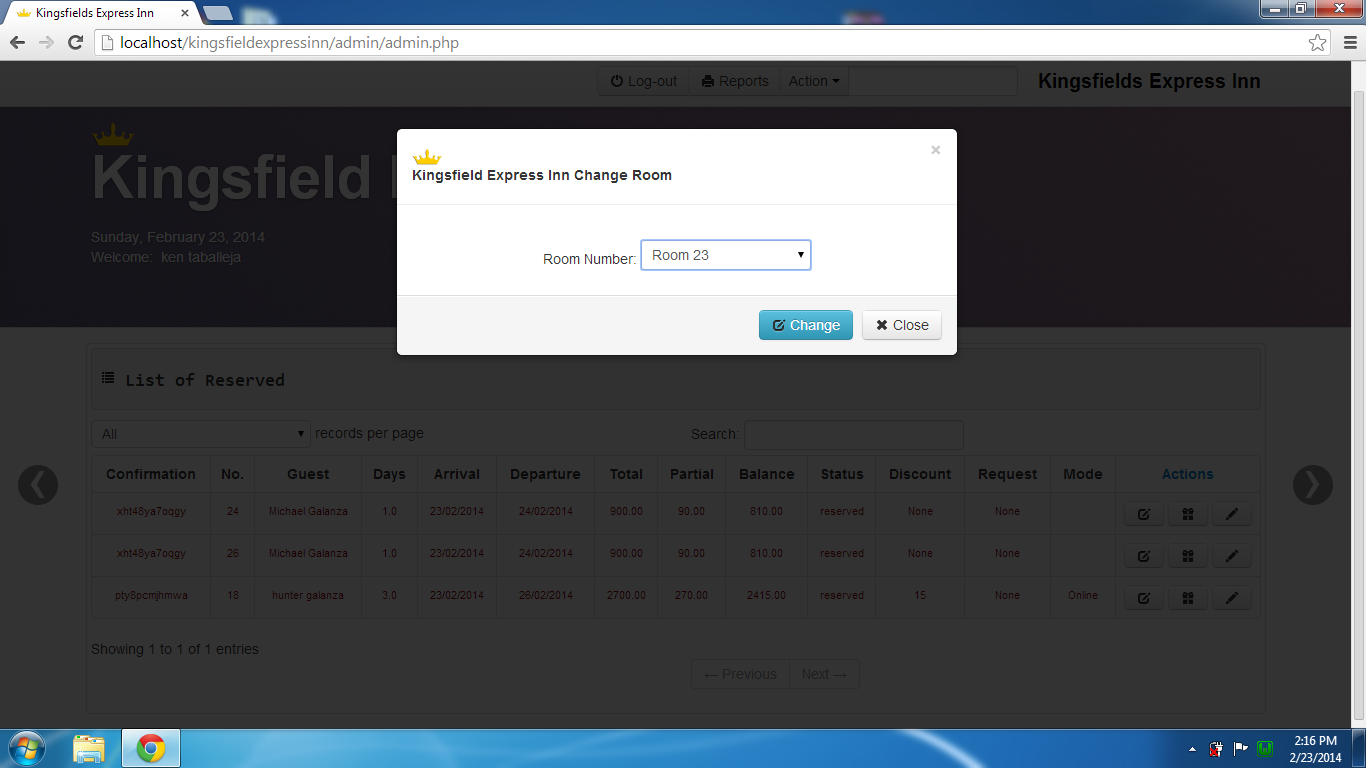 Kingsfields Express Inn
localhost/kingsfieldexpressinn/admin/admin.php
Log-out Reports Action Kingsfields Express Inn
Kingsfield
Sunday, February 23, 2014
Welcome: ken taballeja
Kingsfield Express Inn Change Room
×
Room Number: Room 23
Change Close
List of Reserved
All records per page Search:
Confirmation No. Guest Days Arrival Departure Total Partial Balance Status Discount Request Mode Actions
xht48ya7oqgy 24 Michael Galanza 1.0 23/02/2014 24/02/2014 900.00 90.00 810.00 reserved None None
xht48ya7oqgy 26 Michael Galanza 1.0 23/02/2014 24/02/2014 900.00 90.00 810.00 reserved None None
pty8pcmjhmwa 18 hunter galanza 3.0 23/02/2014 26/02/2014 2700.00 270.00 2415.00 reserved 15 None Online
Showing 1 to 1 of 1 entries
← Previous Next →
2:16 PM
2/23/2014